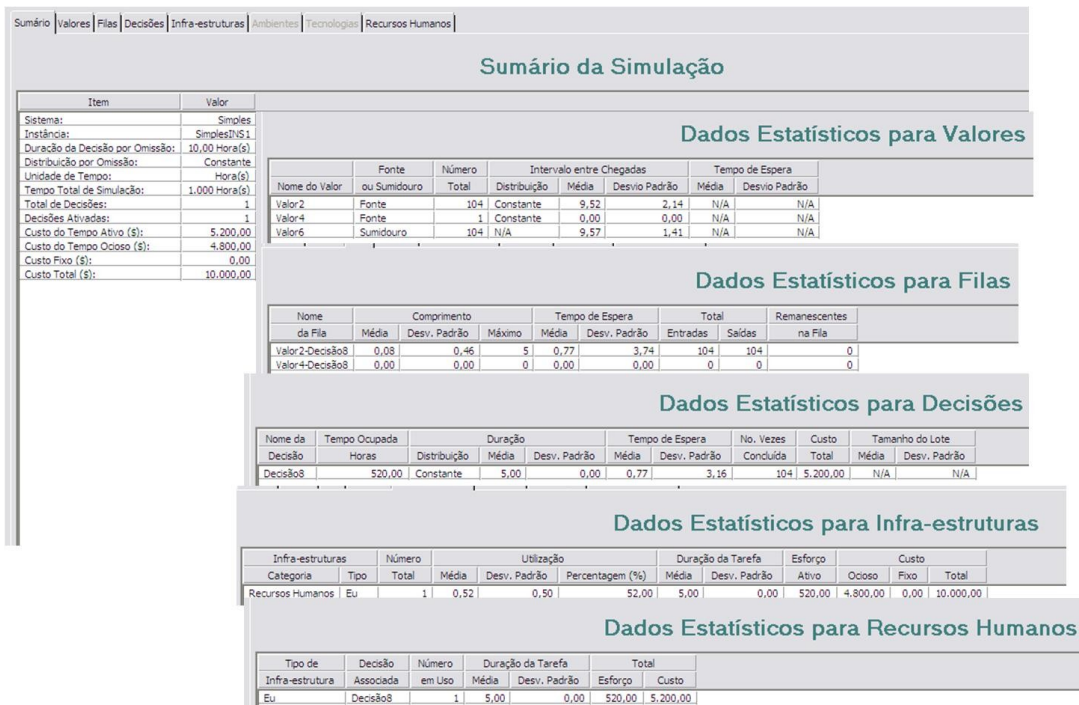 Sumário Valores Filas Decisões Infra-estruturas Ambientes Tecnologias Recursos Humanos
Sumário da Simulação
Item Valor
Sistema: Simples
Instância: SimplesINS1
Duração da Decisão por Omissão: 10,00 Hora(s)
Distribuição por Omissão: Constante
Unidade de Tempo: Hora(s)
Tempo Total de Simulação: 1.000 Hora(s)
Total de Decisões: 1
Decisões Ativadas: 1
Custo do Tempo Ativo ($): 5.200,00
Custo do Tempo Ocioso ($): 4.800,00
Custo Fixo ($): 0,00
Custo Total ($): 10.000,00
Dados Estatísticos para Valores
Fonte Número Intervalo entre Chegadas Tempo de Espera
Nome do Valor ou Sumidouro Total Distribuição Média Desvio Padrão Média Desvio Padrão
Valor2 Fonte 104 Constante 9,52 2,14 N/A N/A
Valor4 Fonte 1 Constante 0,00 0,00 N/A N/A
Valor6 Sumidouro 104 N/A 9,57 1,41 N/A N/A
Dados Estatísticos para Filas
Nome Comprimento Tempo de Espera Total Remanescentes
da Fila Média Desv. Padrão Máximo Média Desv. Padrão Entradas Saídas na Fila
Valor2-Decisão8 0,08 0,46 5 0,77 3,74 104 104 0
Valor4-Decisão8 0,00 0,00 0 0,00 0,00 0 0 0
Dados Estatísticos para Decisões
Nome da Tempo Ocupada Duração Tempo de Espera No. Vezes Custo Tamanho do Lote
Decisão Horas Distribuição Média Desv. Padrão Média Desv. Padrão Concluída Total Média Desv. Padrão
Decisão8 520,00 Constante 5,00 0,00 0,77 3,16 104 5.200,00 N/A N/A
Dados Estatísticos para Infra-estruturas
Infra-estruturas Número Utilização Duração da Tarefa Esforço Custo
Categoria Tipo Total Média Desv. Padrão Percentagem (%) Média Desv. Padrão Ativo Ocioso Fixo Total
Recursos Humanos Eu 1 0,52 0,50 52,00 5,00 0,00 520,00 4.800,00 0,00 10.000,00
Dados Estatísticos para Recursos Humanos
Tipo de Decisão Número Duração da Tarefa Total
Infra-estrutura Associada em Uso Média Desv. Padrão Esforço Custo
Eu Decisão8 1 5,00 0,00 520,00 5.200,00